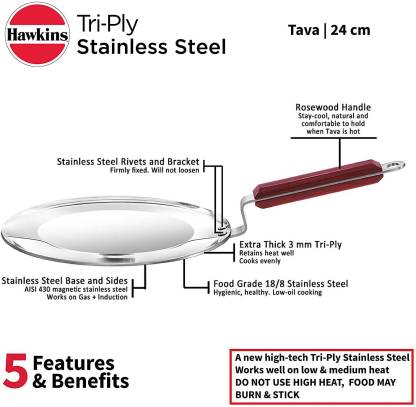 Hawkins
Tri-Ply
Stainless Steel
Tava | 24 cm
Rosewood Handle
Stay-cool, natural and
comfortable to hold
when Tava is hot
Stainless Steel Rivets and Bracket
Firmly fixed. Will not loosen
Extra Thick 3 mm Tri-Ply
Retains heat well
Cooks evenly
Stainless Steel Base and Sides
AISI 430 magnetic stainless steel
Works on Gas + Induction
Food Grade 18/8 Stainless Steel
Hygienic, healthy. Low-oil cooking
5 Features
& Benefits
A new high-tech Tri-Ply Stainless Steel
Works well on low & medium heat
DO NOT USE HIGH HEAT, FOOD MAY
BURN & STICK